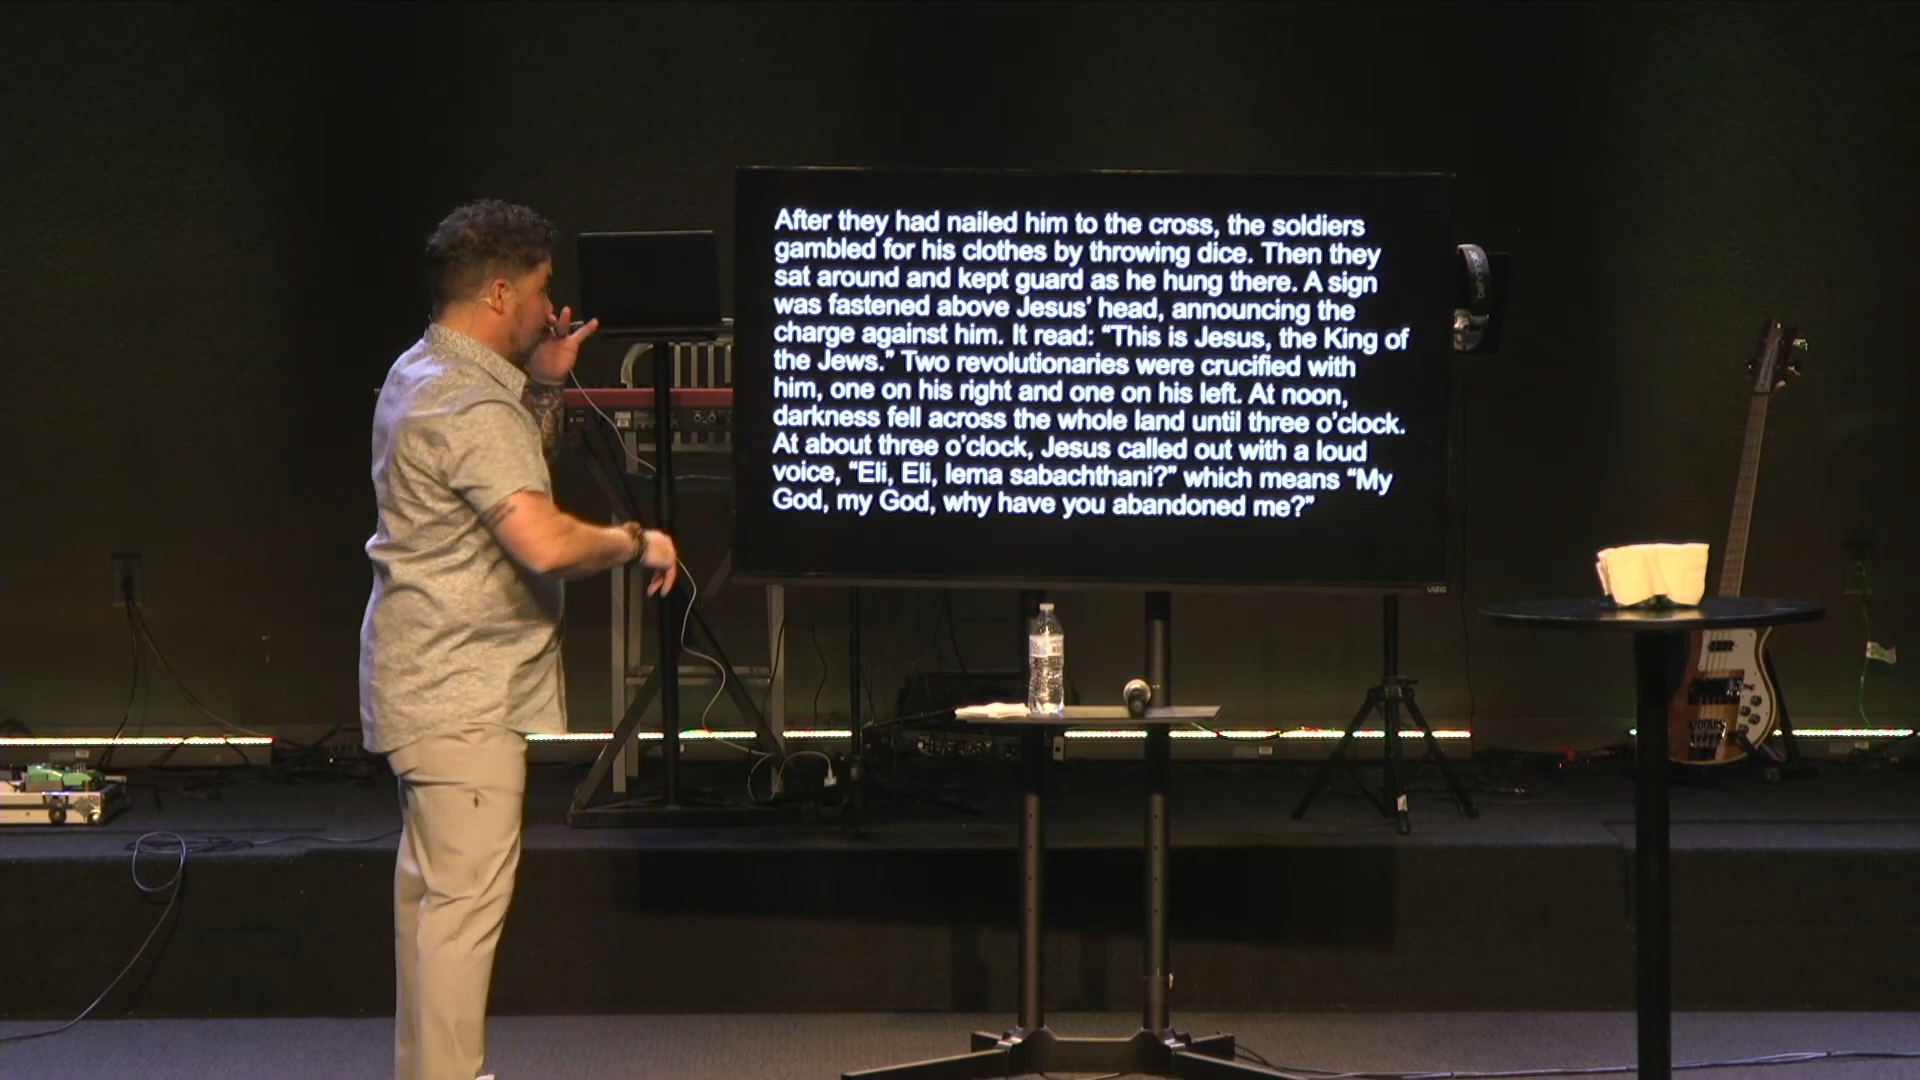 After they had nailed him to the cross, the soldiers
gambled for his clothes by throwing dice. Then they
sat around and kept guard as he hung there. A sign
was fastened above Jesus’ head, announcing the
charge against him. It read: “This is Jesus, the King of
the Jews.” Two revolutionaries were crucified with
him, one on his right and one on his left. At noon,
darkness fell across the whole land until three o’clock.
At about three o’clock, Jesus called out with a loud
voice, “Eli, Eli, lema sabachthani?” which means “My
God, my God, why have you abandoned me?”
VIZIO